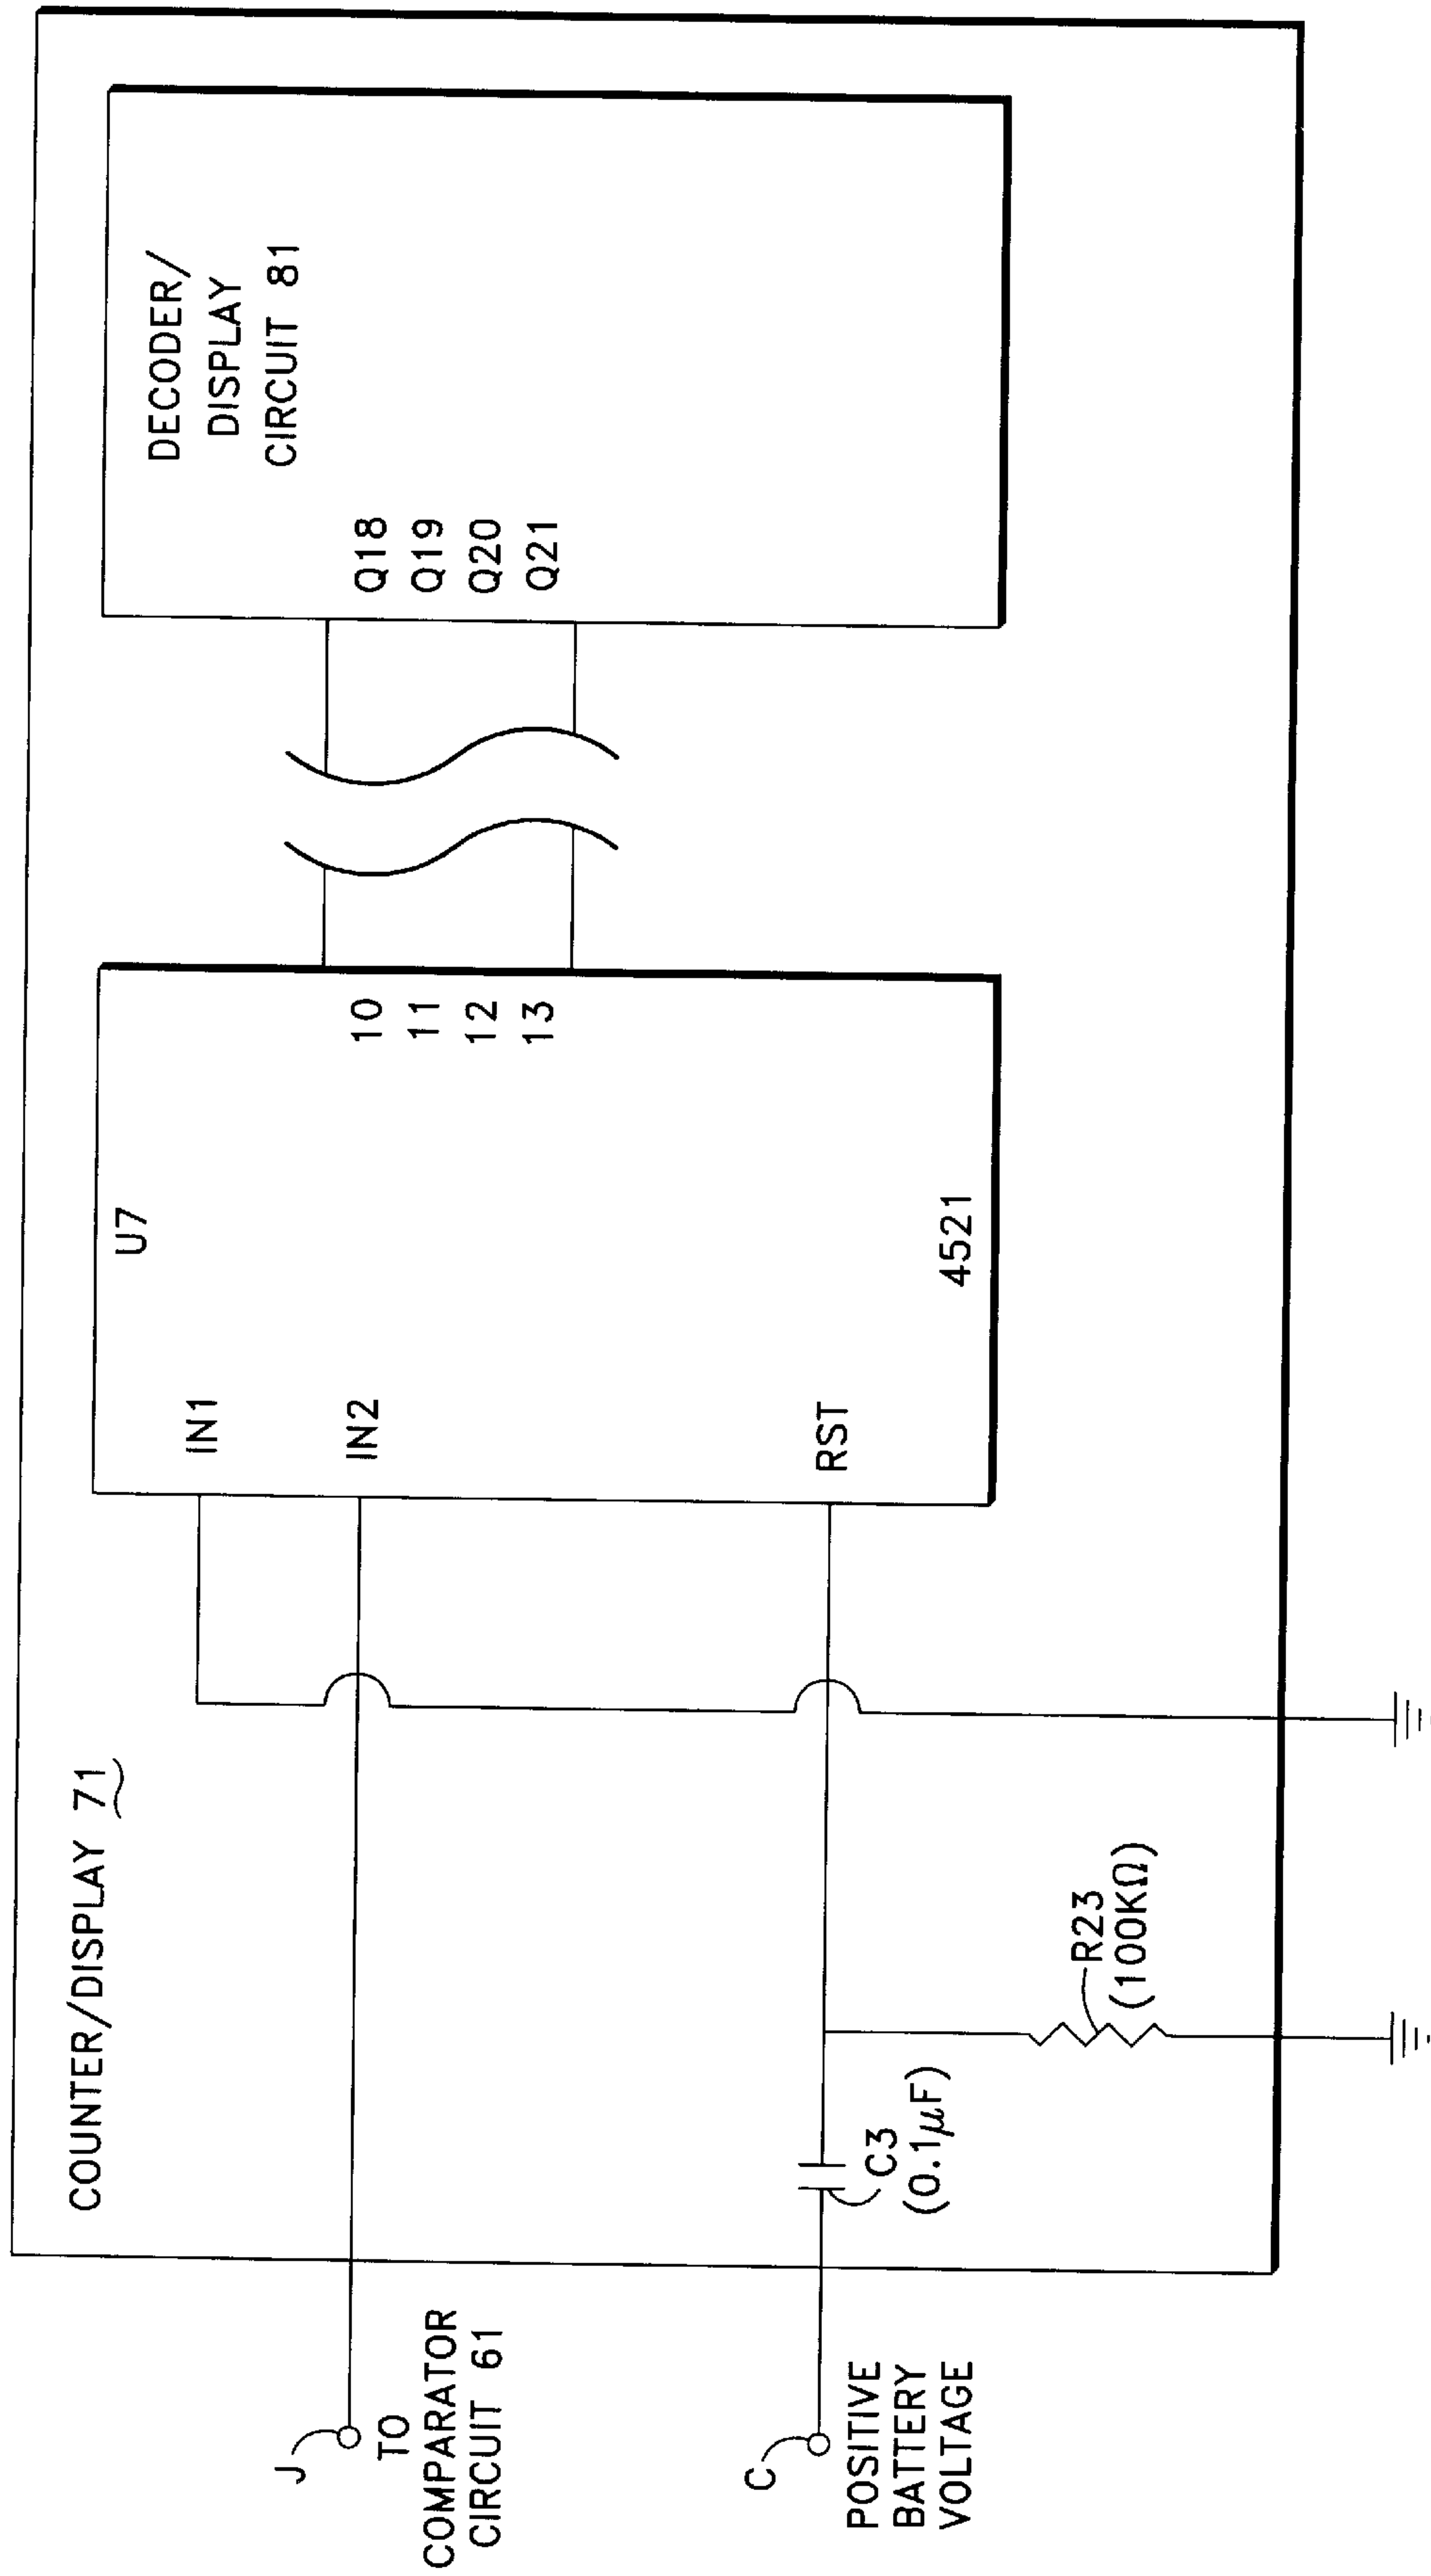 COUNTER/DISPLAY 71
U7
DECODER/
DISPLAY
CIRCUIT 81
IN1
IN2
10
11
12
13
Q18
Q19
Q20
Q21
J
TO
COMPARATOR
CIRCUIT 61
RST
C
POSITIVE
BATTERY
VOLTAGE
C3
(0.1μF)
4521
R23
(100KΩ)